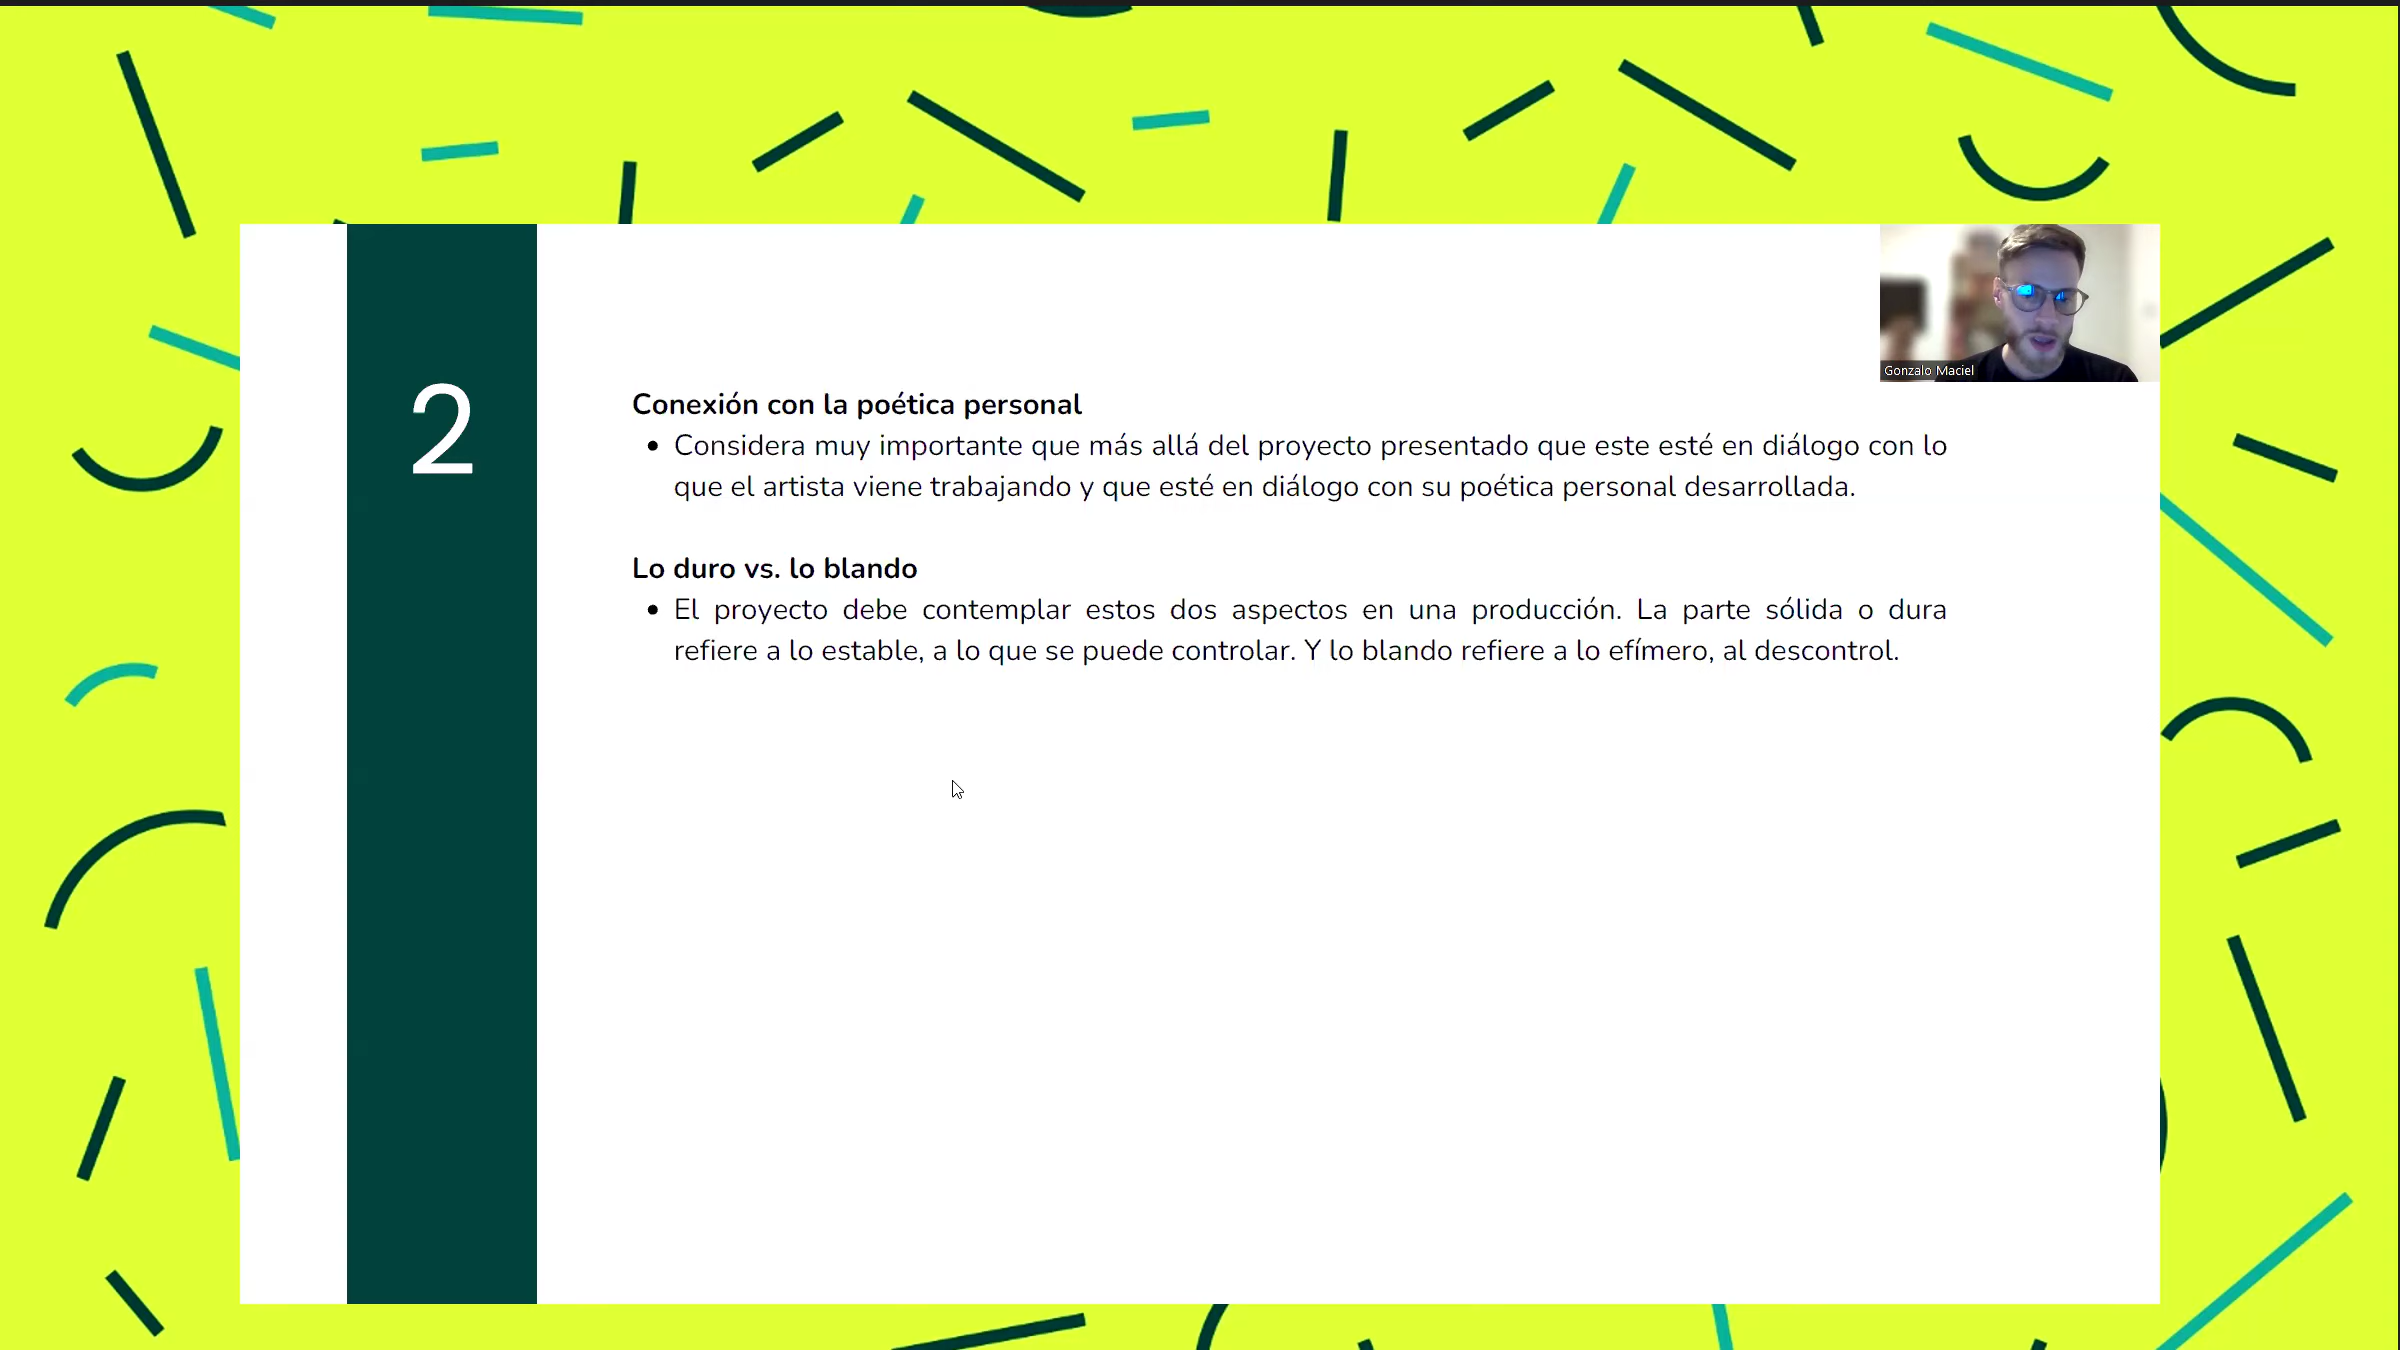 2
Gonzalo Maciel
Conexión con la poética personal
• Considera muy importante que más allá del proyecto presentado que este esté en diálogo con lo
que el artista viene trabajando y que esté en diálogo con su poética personal desarrollada.
Lo duro vs. lo blando
• El proyecto debe contemplar estos dos aspectos en una producción. La parte sólida o dura
refiere a lo estable, a lo que se puede controlar. Y lo blando refiere a lo efímero, al descontrol.